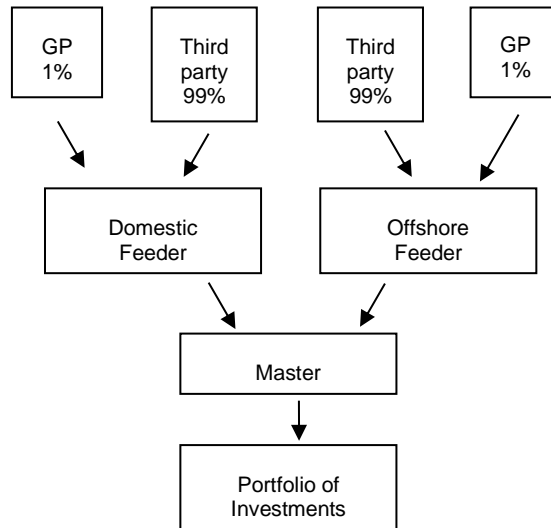 GP
1%
Third
party
99%
Third
party
99%
GP
1%
Domestic
Feeder
Offshore
Feeder
Master
Portfolio of
Investments